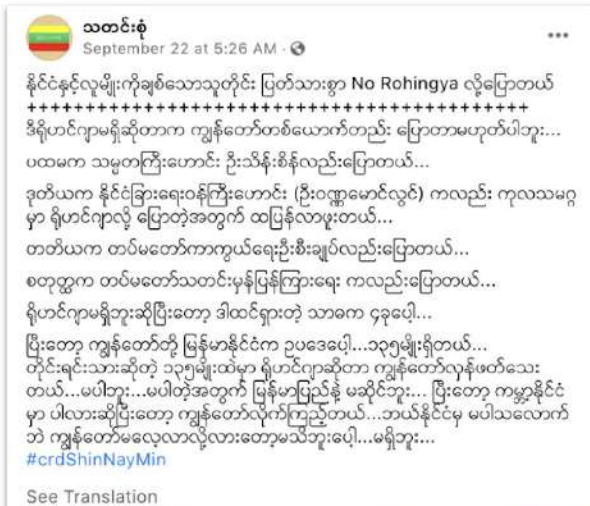 သတင်းစုံ
September 22 at 5:26 AM ·
နိုင်ငံနှင့်လူမျိုးကိုချစ်သောသူတိုင်း ပြတ်သားစွာ No Rohingya လို့ပြောတယ်
++++++++++++++++++++++++++++++++++++++++++
ဒီရိုဟင်ဂျာမရှိဆိုတာက ကျွန်တော်တစ်ယောက်တည်း ပြောတာမဟုတ်ပါဘူး...
ပထမက သမ္မတကြီးဟောင်း ဦးသိန်းစိန်လည်းပြောတယ်...
ဒုတိယက နိုင်ငံခြားရေးဝန်ကြီးဟောင်း (ဦးဝဏ္ဏမောင်လွင်) ကလည်း ကုလသမဂ္ဂ
မှာ ရိုဟင်ဂျာလို့ ပြောတဲ့အတွက် ထပြန်လာဖူးတယ်...
တတိယက တပ်မတော်ကာကွယ်ရေးဦးစီးချုပ်လည်းပြောတယ်...
စတုတ္ထက တပ်မတော်သတင်းမှန်ပြန်ကြားရေး ကလည်းပြောတယ်...
ရိုဟင်ဂျာမရှိဘူးဆိုပြီးတော့ ဒါထင်ရှားတဲ့ သာဓက ၄ခုပေါ့...
ပြီးတော့ ကျွန်တော်တို့ မြန်မာနိုင်ငံက ဥပဒေပေါ့...၁၃၅မျိုးရှိတယ်...
တိုင်းရင်းသားဆိုတဲ့ ၁၃၅မျိုးထဲမှာ ရိုဟင်ဂျာဆိုတာ ကျွန်တော်လှန်ဖတ်သေး
တယ်...မပါဘူး...မပါတဲ့အတွက် မြန်မာပြည်နဲ့ မဆိုင်ဘူး... ပြီးတော့ ကမ္ဘာ့နိုင်ငံ
မှာ ပါလားဆိုပြီးတော့ ကျွန်တော်လိုက်ကြည့်တယ်...ဘယ်နိုင်ငံမှ မပါသလောက်
ဘဲ ကျွန်တော်မလေ့လာလို့လားတော့မသိဘူးပေါ့...မရှိဘူး...
#crdShinNayMin
See Translation